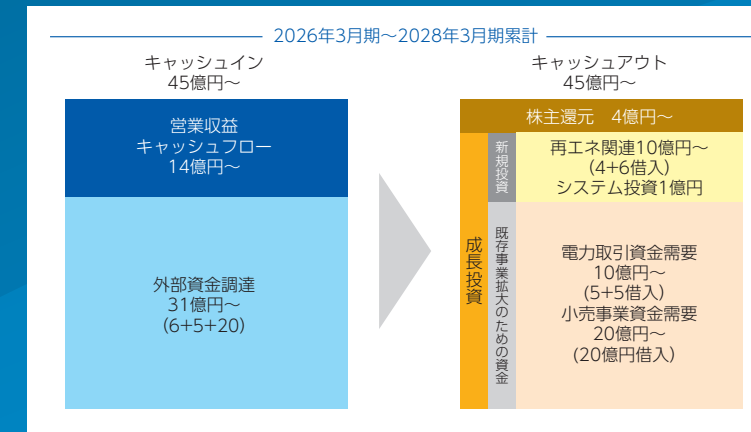 2026年3月期～2028年3月期累計
キャッシュイン
45億円～
営業収益
キャッシュフロー
14億円～
外部資金調達
31億円～
（6+5+20）
キャッシュアウト
45億円～
株主還元　4億円～
成長投資
新規投資
再エネ関連10億円～
(4+6借入)
システム投資1億円
既存事業拡大のための資金
電力取引資金需要
10億円～
(5+5借入)
小売事業資金需要
20億円～
(20億円借入)